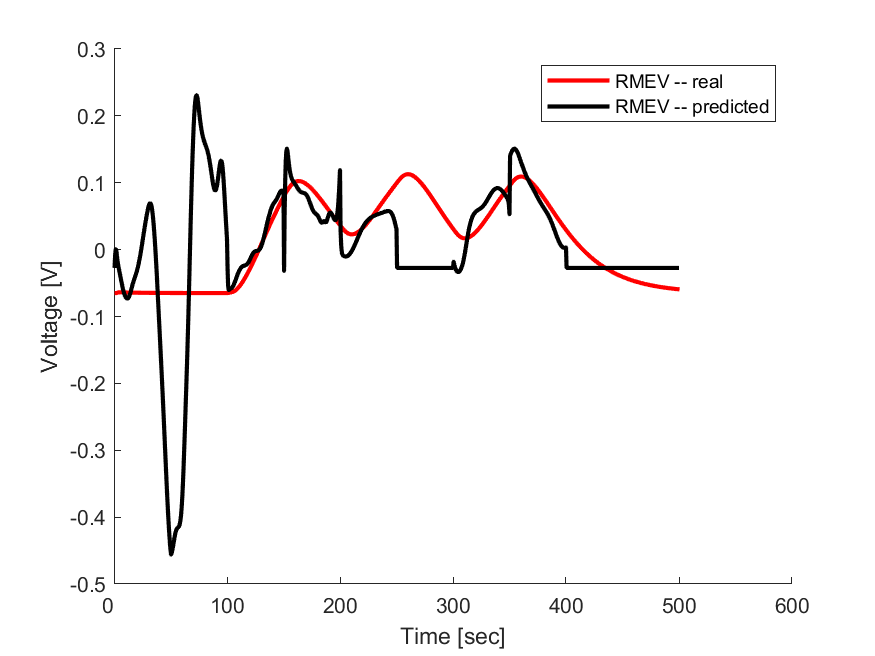 0.3
0.2
0.1
0
-0.1
-0.2
-0.3
-0.4
-0.5
Voltage [V]
RMEV -- real
RMEV -- predicted
0 100 200 300 400 500 600
Time [sec]